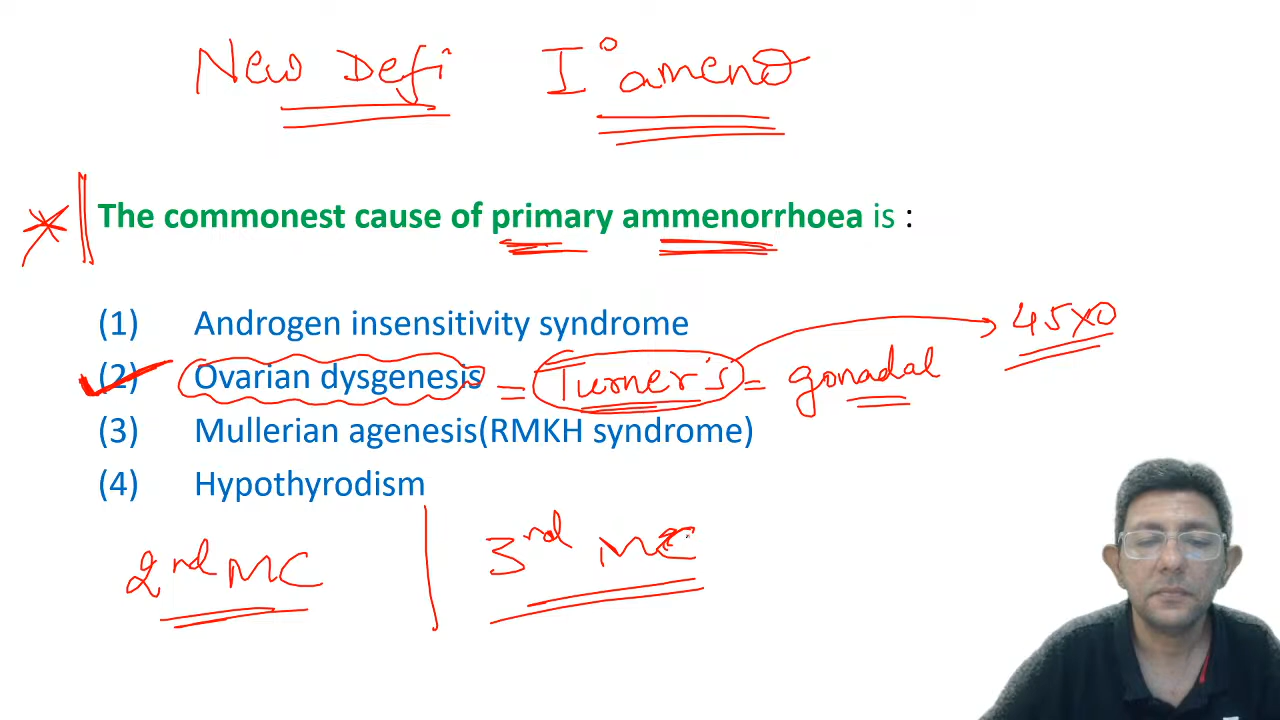 New Defi I° ameno
The commonest cause of primary ammenorrhoea is :
(1) Androgen insensitivity syndrome
45XO
(2) Ovarian dysgenesis = Turner's = gonadal
(3) Mullerian agenesis(RMKH syndrome)
(4) Hypothyrodism
2nd MC
3rd MC